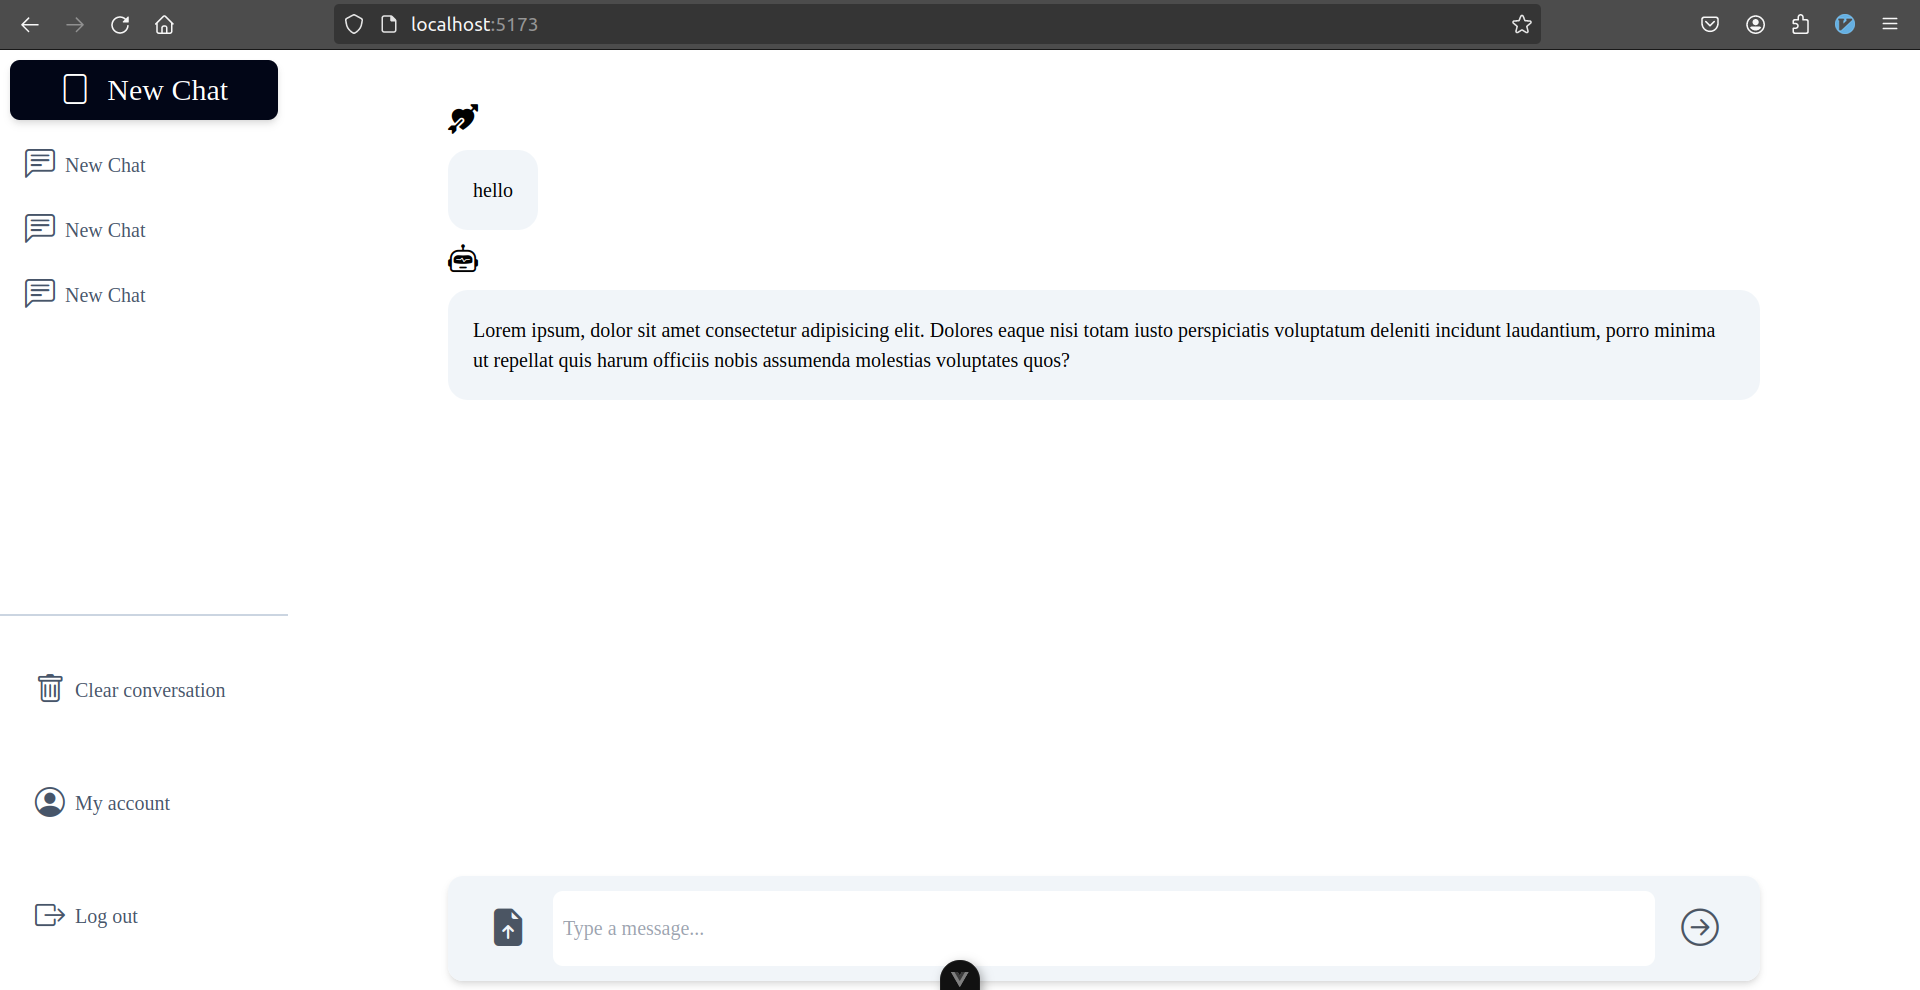 localhost:5173
New Chat
New Chat
New Chat
New Chat
Clear conversation
My account
Log out
hello
Lorem ipsum, dolor sit amet consectetur adipisicing elit. Dolores eaque nisi totam iusto perspiciatis voluptatum deleniti incidunt laudantium, porro minima
ut repellat quis harum officiis nobis assumenda molestias voluptates quos?
Type a message...